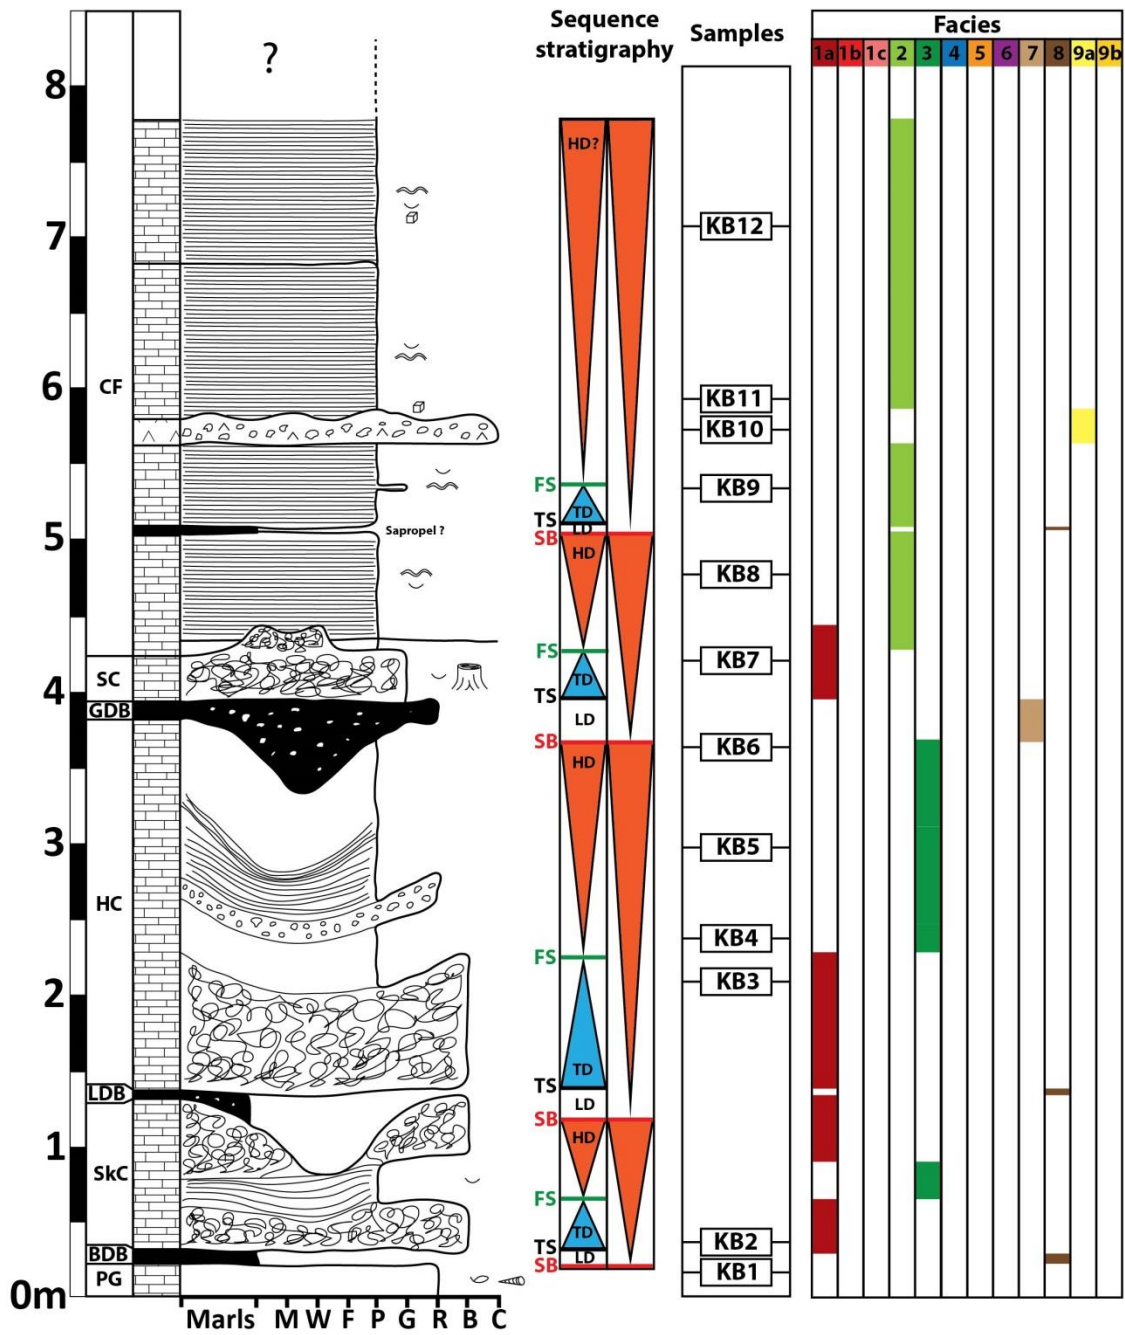 Sequence
stratigraphy
Samples
Facies
1a 1b 1c 2 3 4 5 6 7 8 9a 9b
?
8
HD?
7
KB12
6
CF
KB11
KB10
FS
KB9
TD
TS
5
Sapropel ?
LD
SB
HD
KB8
FS
KB7
SC
TD
4
TS
GDB
LD
SB
KB6
HD
3
KB5
HC
KB4
FS
KB3
2
TD
TS
LDB
LD
SB
1
HD
SkC
FS
TD
KB2
BDB
TS
LD
SB
PG
KB1
0m
Marls M W F P G R B C